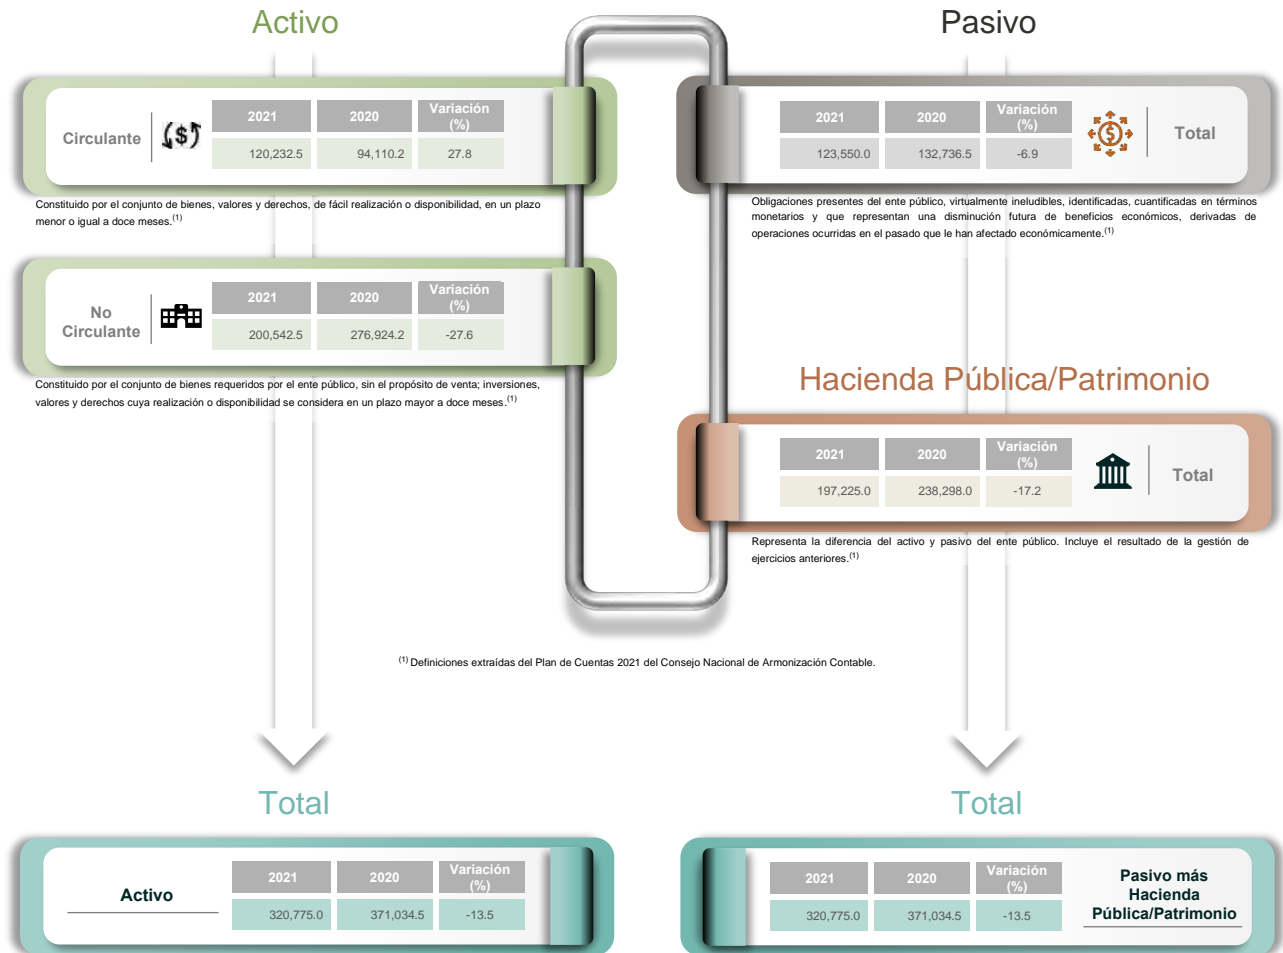 Activo
Circulante
2021 2020 Variación
(%)
120,232.5 94,110.2 27.8
Constituido por el conjunto de bienes, valores y derechos, de fácil realización o disponibilidad, en un plazo
menor o igual a doce meses.(1)
No
Circulante
2021 2020 Variación
(%)
200,542.5 276,924.2 -27.6
Constituido por el conjunto de bienes requeridos por el ente público, sin el propósito de venta; inversiones,
valores y derechos cuya realización o disponibilidad se considera en un plazo mayor a doce meses.(1)
Pasivo
2021 2020 Variación
(%)
123,550.0 132,736.5 -6.9
Total
Obligaciones presentes del ente público, virtualmente ineludibles, identificadas, cuantificadas en términos
monetarios y que representan una disminución futura de beneficios económicos, derivadas de
operaciones ocurridas en el pasado que le han afectado económicamente.(1)
Hacienda Pública/Patrimonio
2021 2020 Variación
(%)
197,225.0 238,298.0 -17.2
Total
Representa la diferencia del activo y pasivo del ente público. Incluye el resultado de la gestión de
ejercicios anteriores.(1)
(1) Definiciones extraídas del Plan de Cuentas 2021 del Consejo Nacional de Armonización Contable.
Total
Activo
2021 2020 Variación
(%)
320,775.0 371,034.5 -13.5
Total
2021 2020 Variación
(%)
320,775.0 371,034.5 -13.5
Pasivo más
Hacienda
Pública/Patrimonio